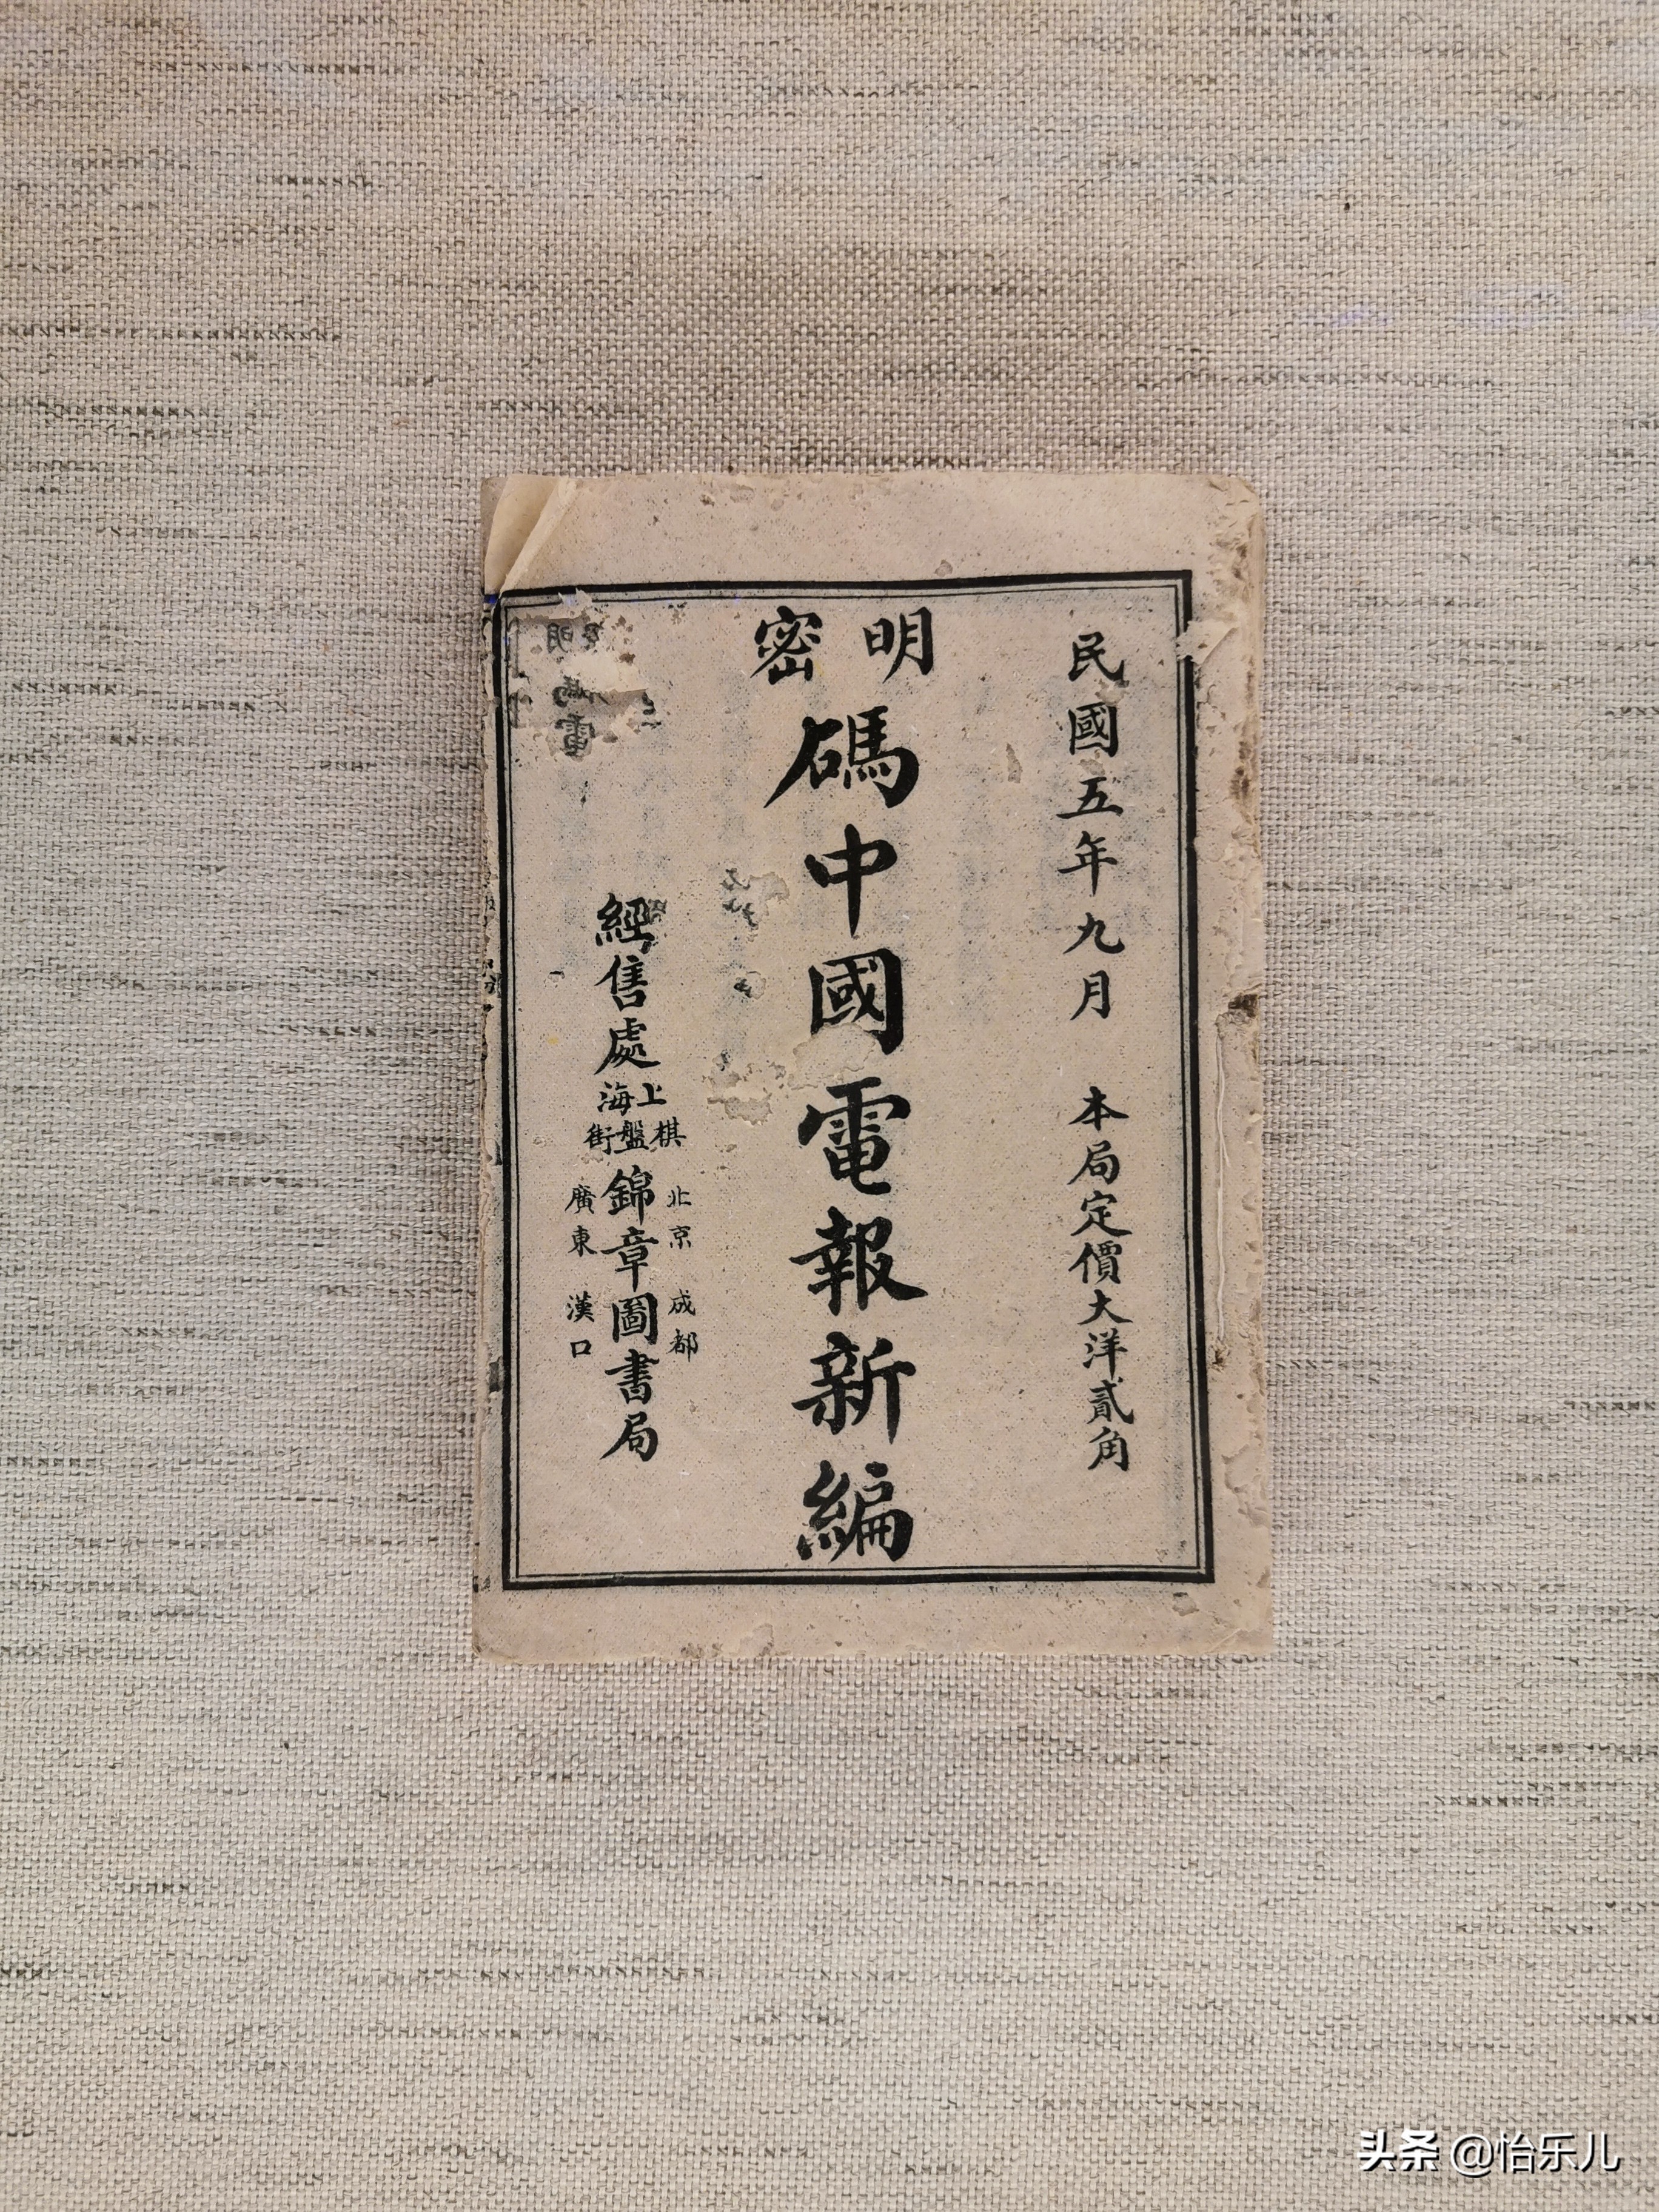 民國五年九月 本局定價大洋貳角
明密碼中國電報新編
經售處上海棋盤街錦章圖書局
北京 成都
廣東 漢口
明
電
头条 @怡乐儿